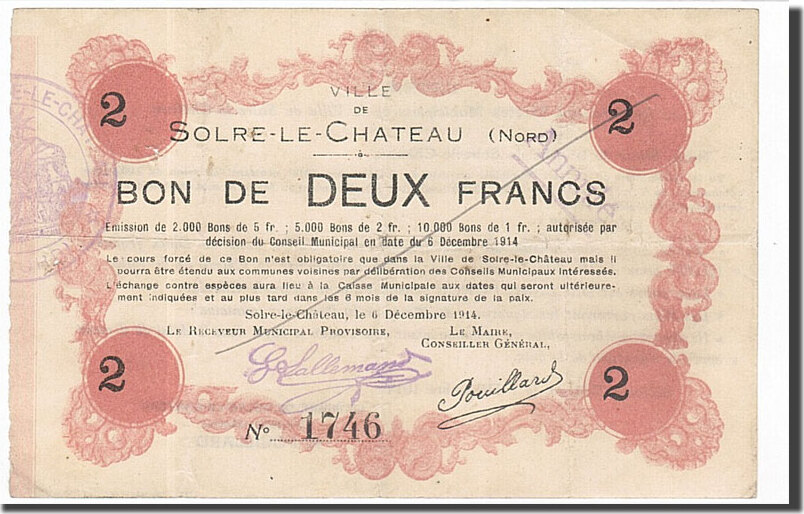 VILLE
DE
SOLRE-LE-CHATEAU (NORD)
2
2
BON DE DEUX FRANCS
Emission de 2.000 Bons de 5 fr. ; 5.000 Bons de 2 fr. ; 10.000 Bons de 1 fr. ; autorisée par
décision du Conseil Municipal en date du 6 Décembre 1914
Le cours forcé de ce Bon n'est obligatoire que dans la Ville de Solre-le-Château mais il
pourra être étendu aux communes voisines par délibération des Conseils Municipaux intéressés.
L'échange contre espèces aura lieu à la Caisse Municipale aux dates qui seront ultérieure-
ment indiquées et au plus tard dans les 6 mois de la signature de la paix.
Solre-le-Château, le 6 Décembre 1914.
LE RECEVEUR MUNICIPAL PROVISOIRE,
LE MAIRE,
CONSEILLER GÉNÉRAL,
Lallemand
Pouillard
2
2
N° 1746
Annulé
E-LE-CHAT